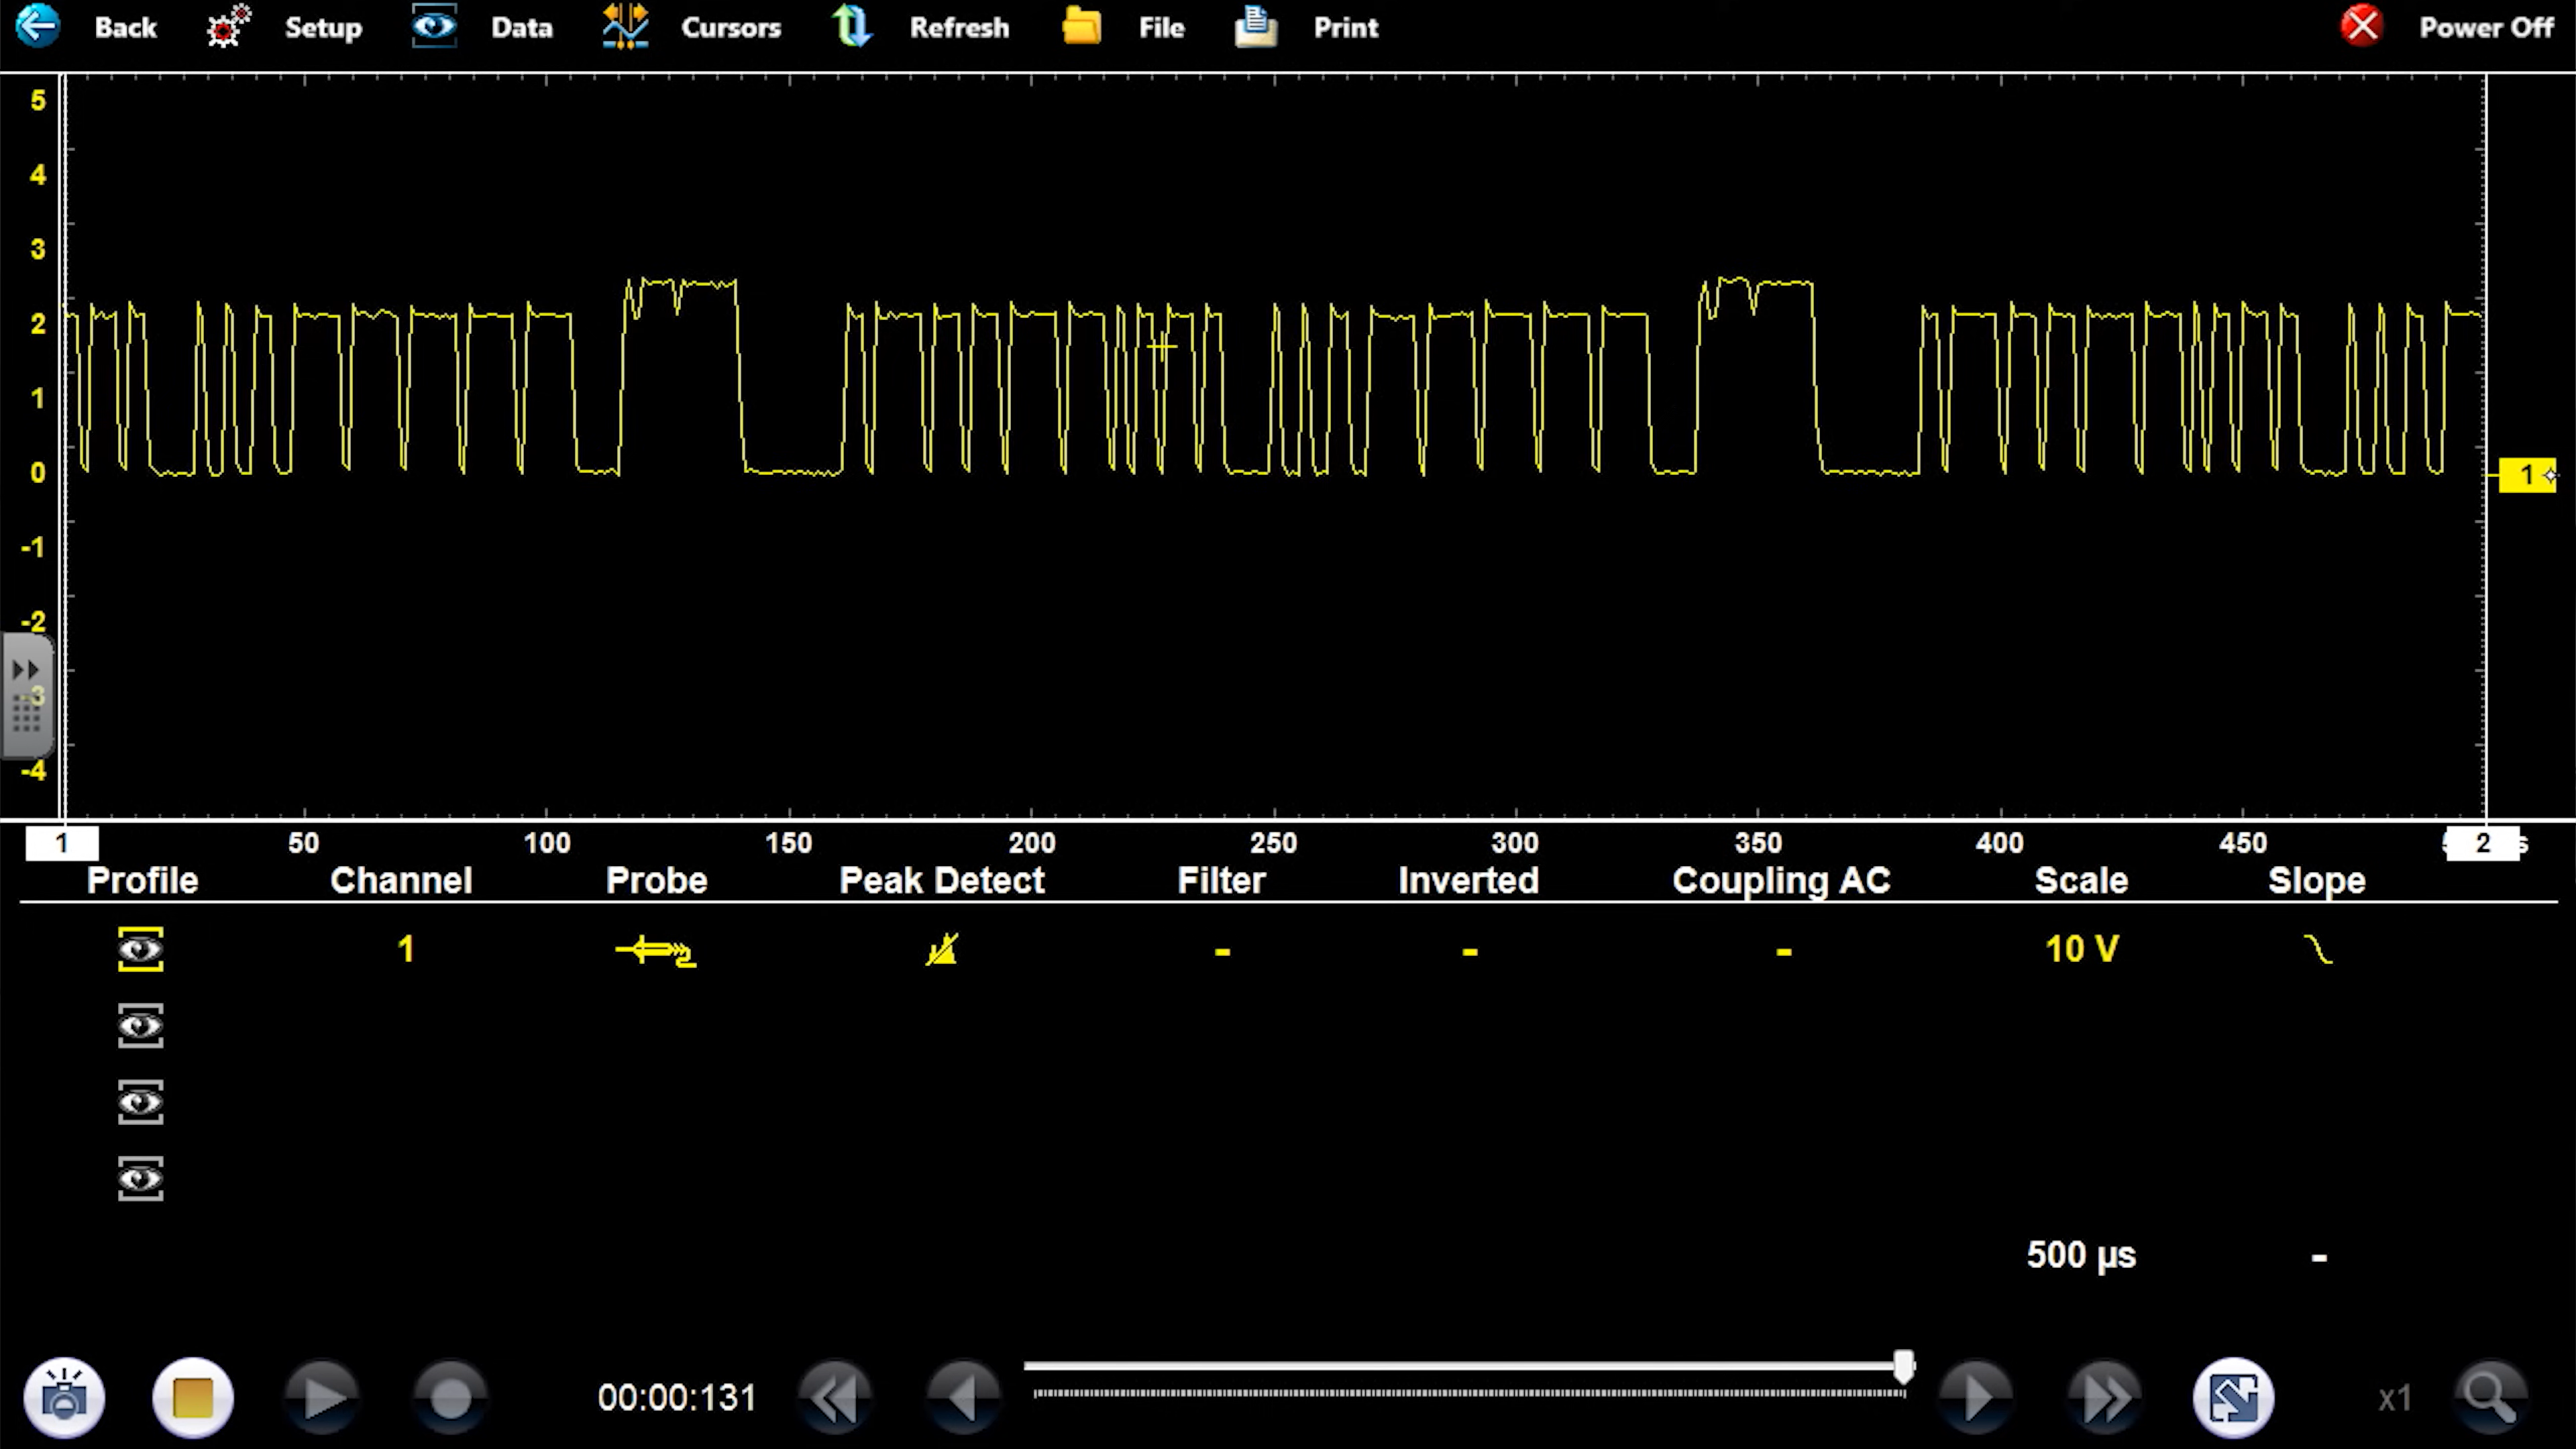 Back Setup Data Cursors Refresh File Print Power Off
5
4
3
2
1
0
-1
-2
-3
-4
1
1 50 100 150 200 250 300 350 400 450 2 s
Profile Channel Probe Peak Detect Filter Inverted Coupling AC Scale Slope
1 - - - 10 V
500 µs -
00:00:131 x1